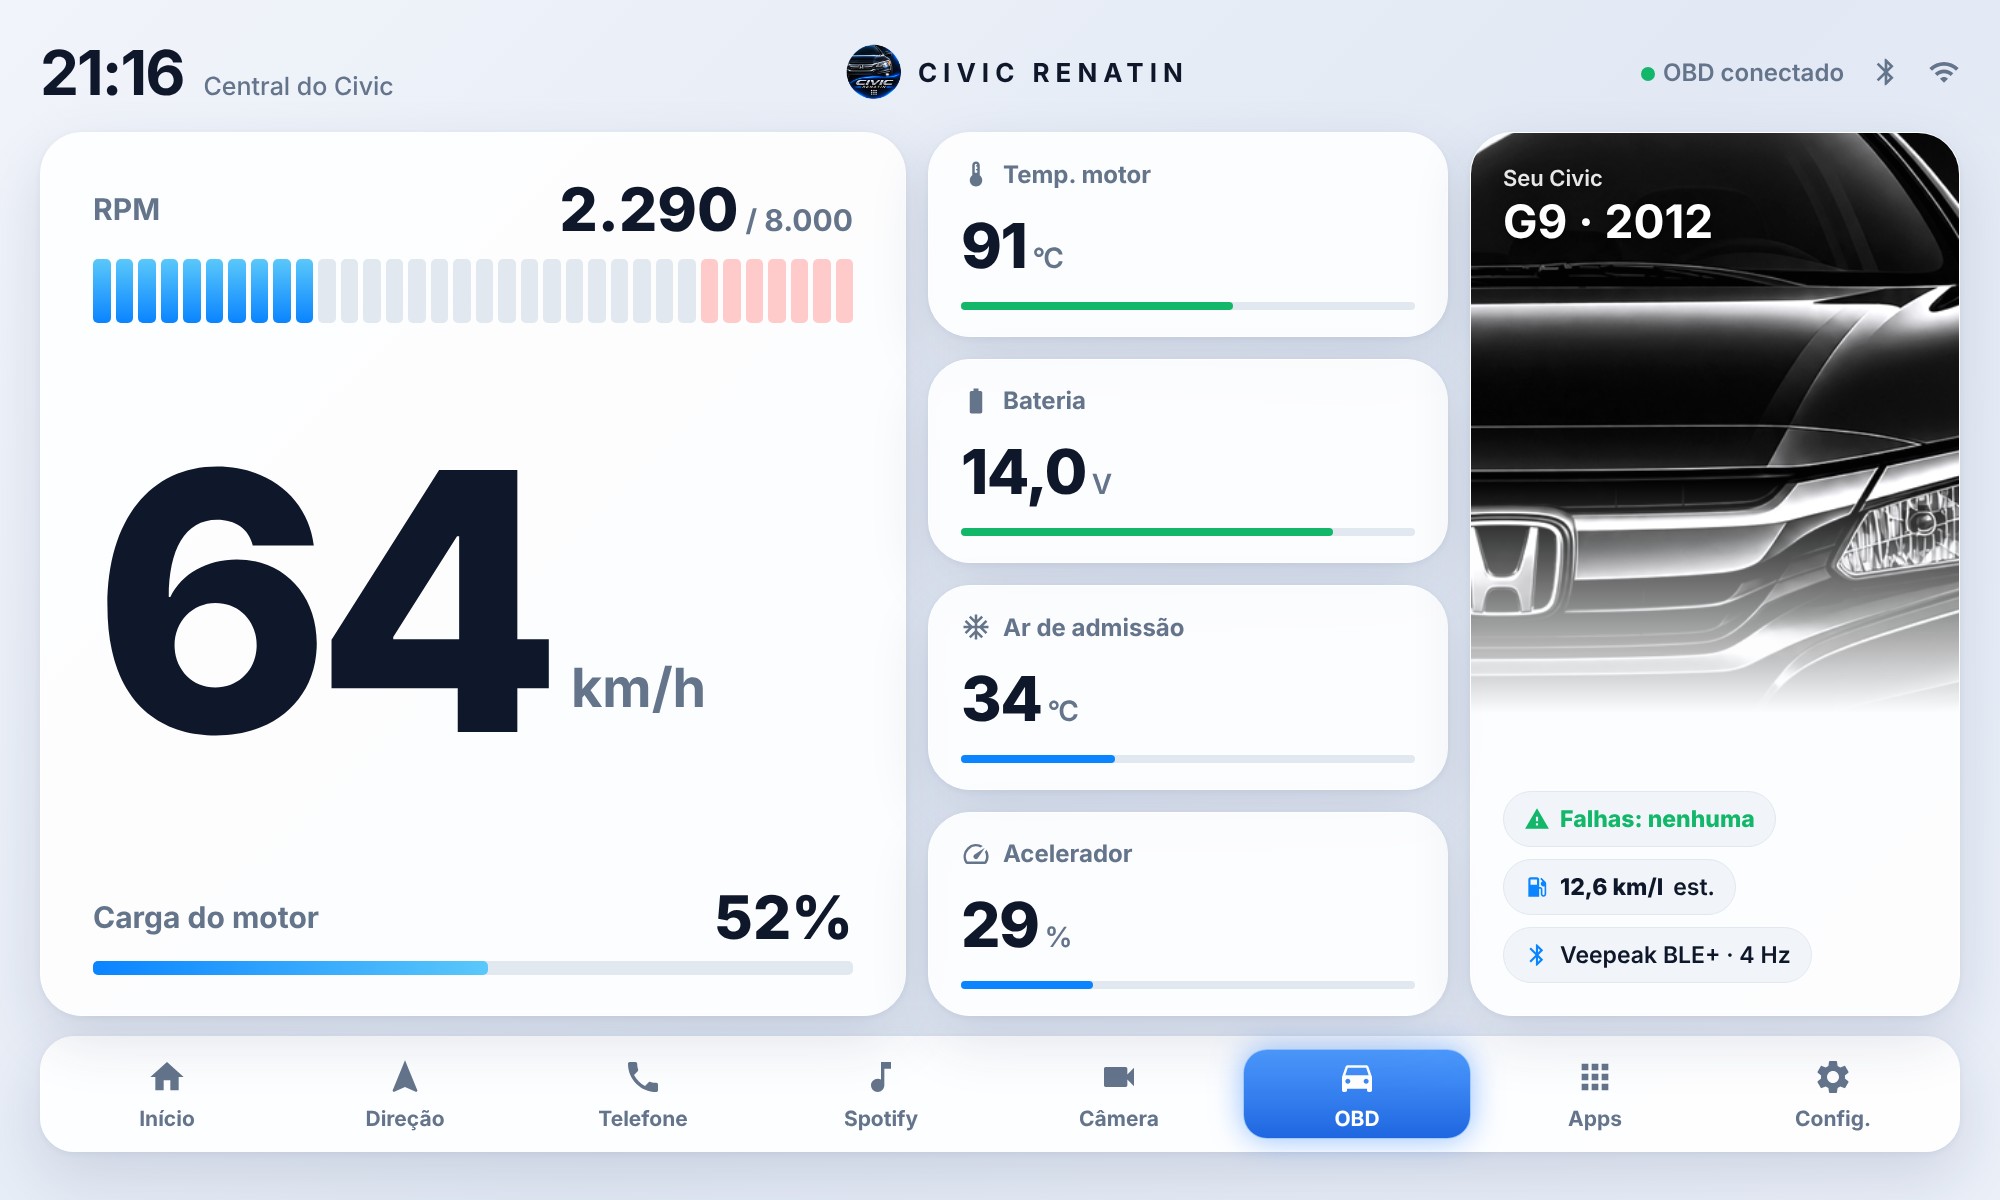 21:16 Central do Civic
CIVIC
CIVIC RENATIN
OBD conectado
RPM
2.290 / 8.000
64 km/h
Carga do motor
52%
Temp. motor
91 °C
Bateria
14,0 V
Ar de admissão
34 °C
Acelerador
29 %
Seu Civic
G9 · 2012
Falhas: nenhuma
12,6 km/l est.
Veepeak BLE+ · 4 Hz
Início
Direção
Telefone
Spotify
Câmera
OBD
Apps
Config.